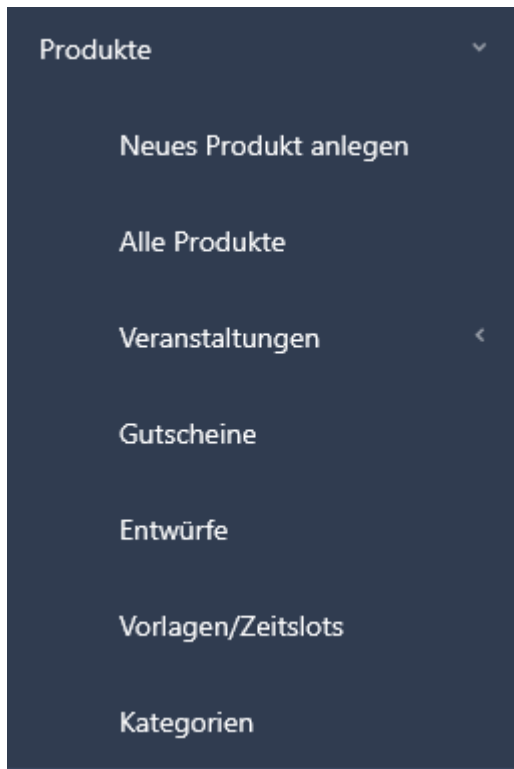 Produkte
Neues Produkt anlegen
Alle Produkte
Veranstaltungen
Gutscheine
Entwürfe
Vorlagen/Zeitslots
Kategorien